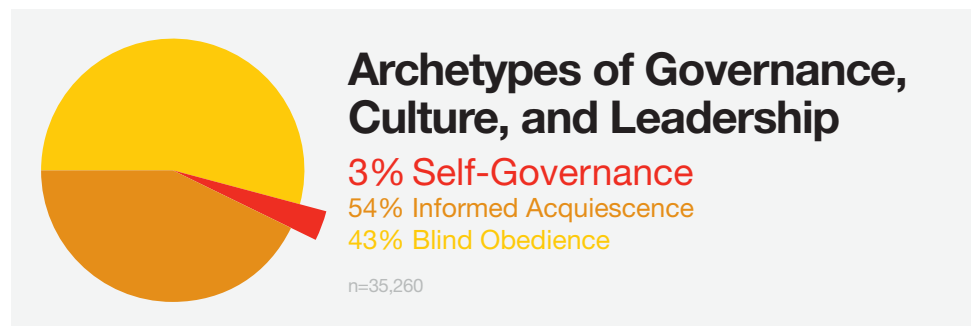 Archetypes of Governance,
Culture, and Leadership
3% Self-Governance
54% Informed Acquiescence
43% Blind Obedience
n=35,260